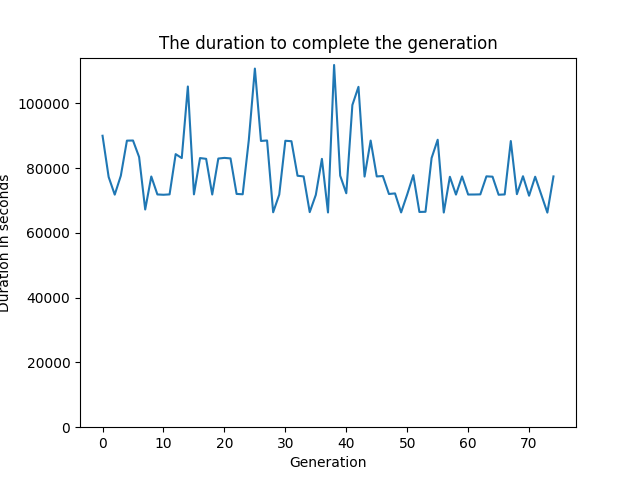 The duration to complete the generation
100000
80000
60000
40000
20000
0
Duration in seconds
0 10 20 30 40 50 60 70
Generation